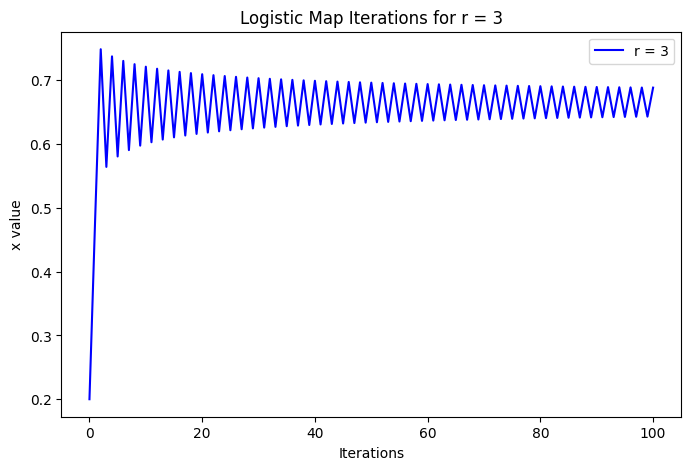 Logistic Map Iterations for r = 3
r = 3
0.7
0.6
0.5
0.4
0.3
0.2
x value
0 20 40 60 80 100
Iterations